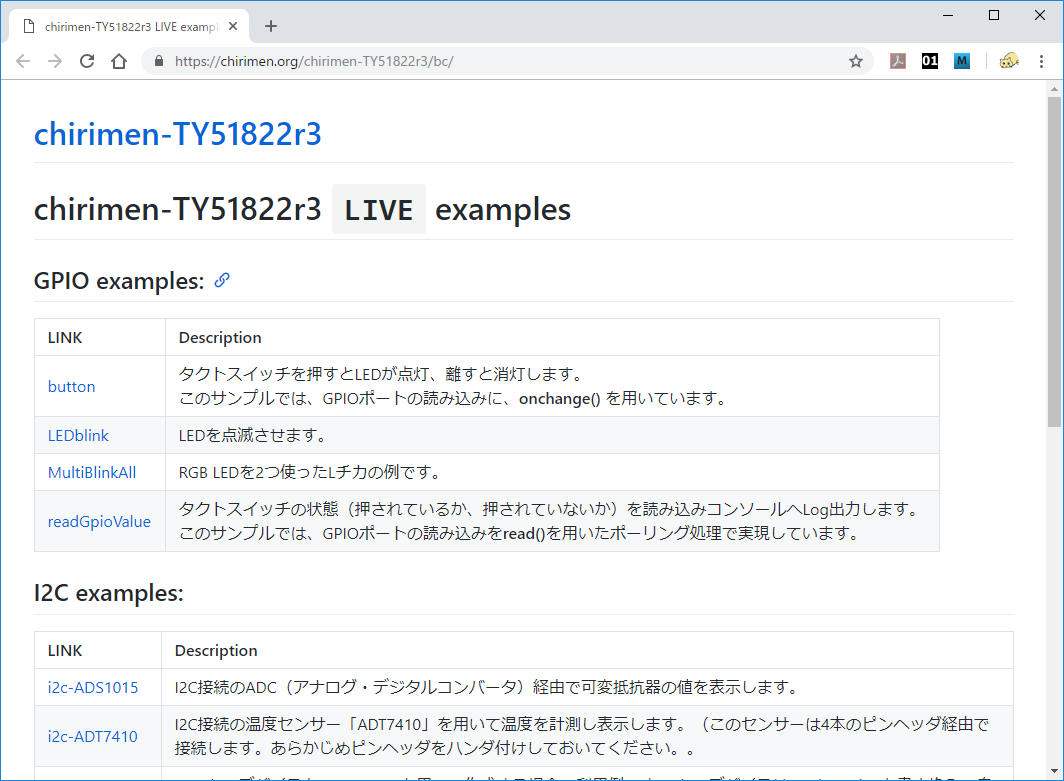 chirimen-TY51822r3 LIVE exampl
https://chirimen.org/chirimen-TY51822r3/bc/
01
M
chirimen-TY51822r3
chirimen-TY51822r3 LIVE examples
GPIO examples:
LINK Description
button
タクトスイッチを押すとLEDが点灯、離すと消灯します。
このサンプルでは、GPIOポートの読み込みに、onchange() を用いています。
LEDblink LEDを点滅させます。
MultiBlinkAll RGB LEDを2つ使ったLチカの例です。
readGpioValue
タクトスイッチの状態（押されているか、押されていないか）を読み込みコンソールへLog出力します。
このサンプルでは、GPIOポートの読み込みをread()を用いたポーリング処理で実現しています。
I2C examples:
LINK Description
i2c-ADS1015 I2C接続のADC（アナログ・デジタルコンバータ）経由で可変抵抗器の値を表示します。
i2c-ADT7410
I2C接続の温度センサー「ADT7410」を用いて温度を計測し表示します。（このセンサーは4本のピンヘッダ経由で
接続します。あらかじめピンヘッダをハンダ付けしておいてください。。